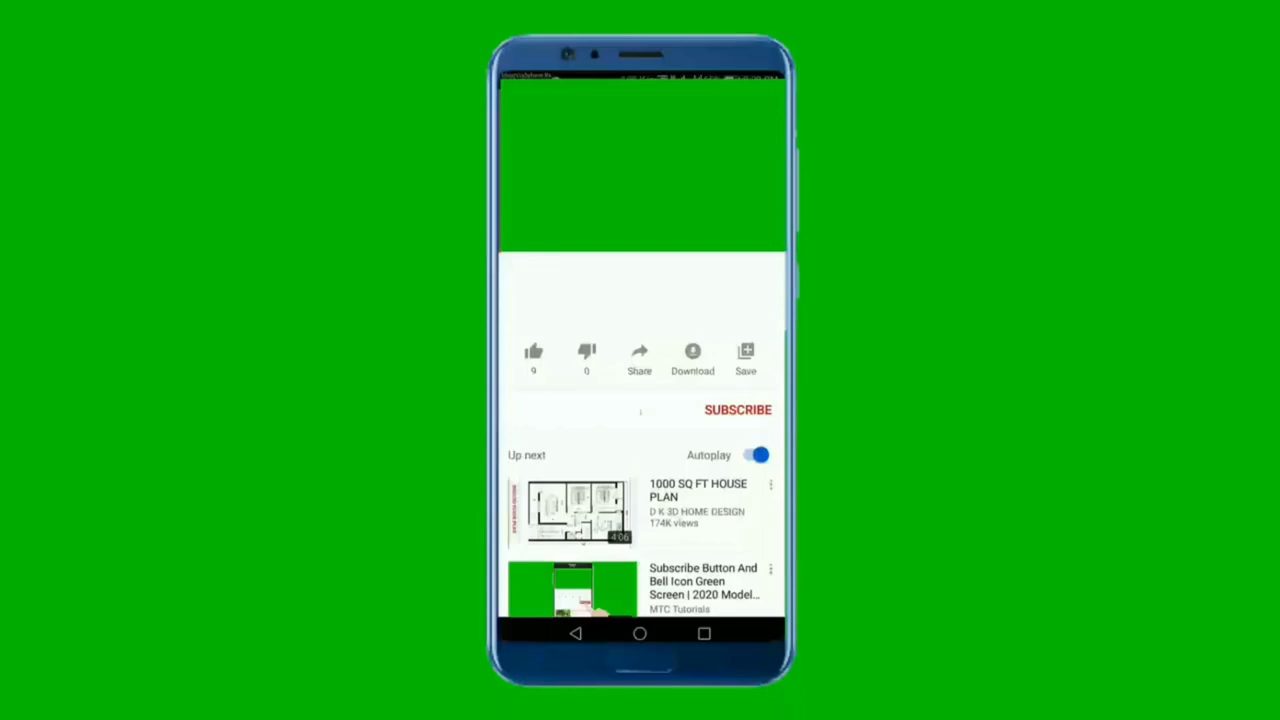 9
0
Share
Download
Save
SUBSCRIBE
Up next
Autoplay
1000 SQ FT HOUSE
PLAN
D K 3D HOME DESIGN
174K views
4:06
Subscribe Button And
Bell Icon Green
Screen | 2020 Model...
MTC Tutorials